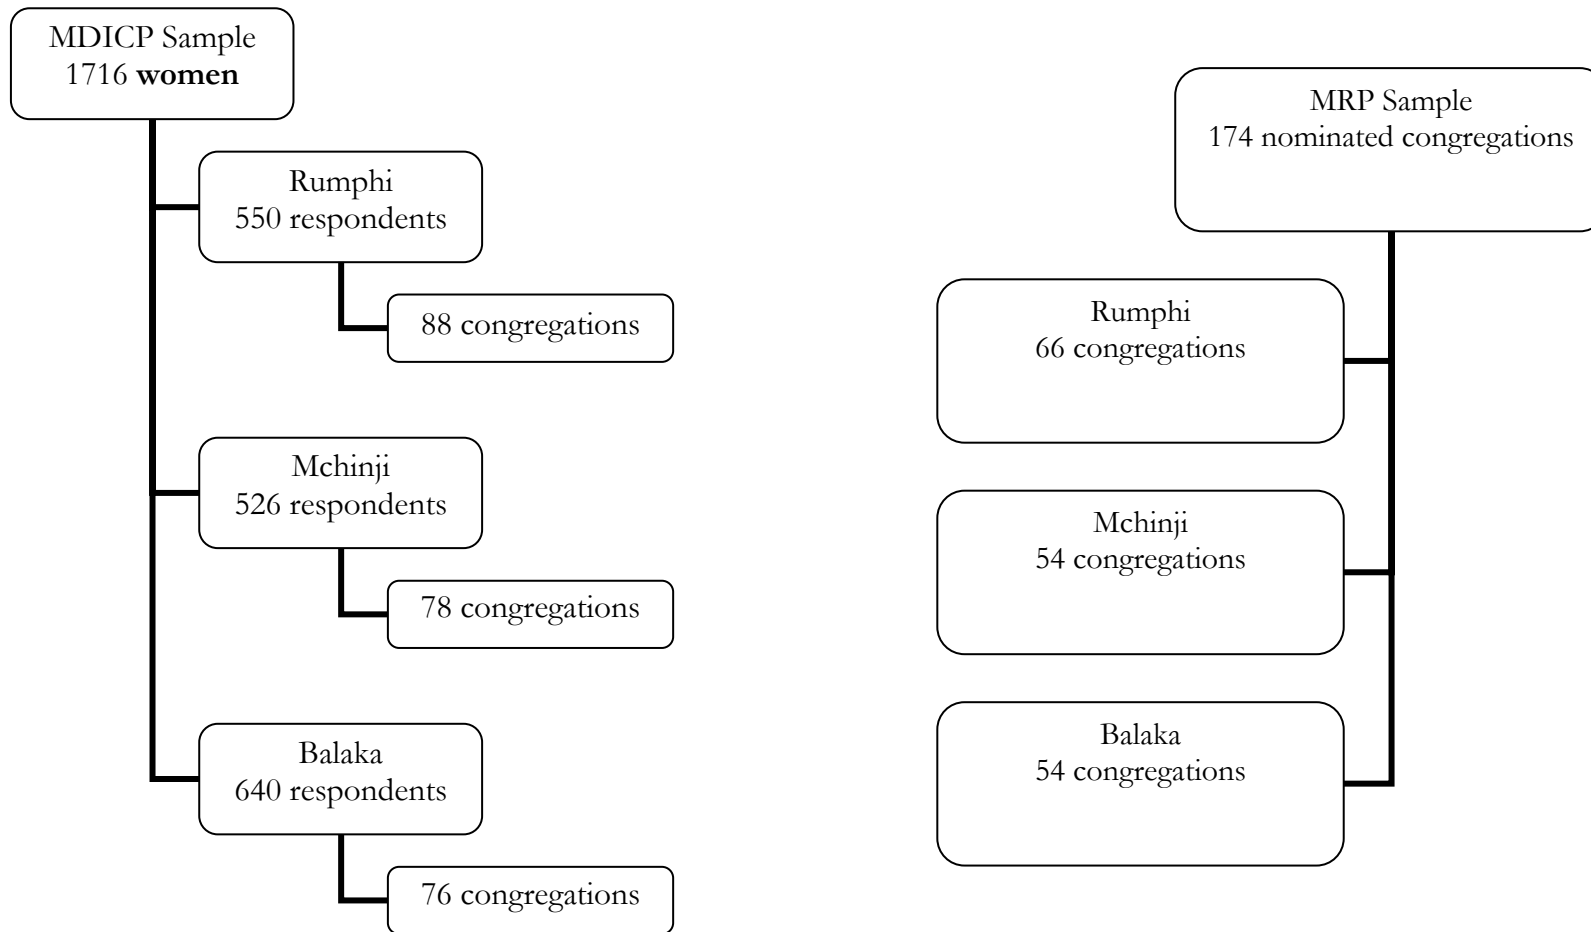 MDICP Sample
1716 women
Rumphi
550 respondents
88 congregations
Mchinji
526 respondents
78 congregations
Balaka
640 respondents
76 congregations
MRP Sample
174 nominated congregations
Rumphi
66 congregations
Mchinji
54 congregations
Balaka
54 congregations